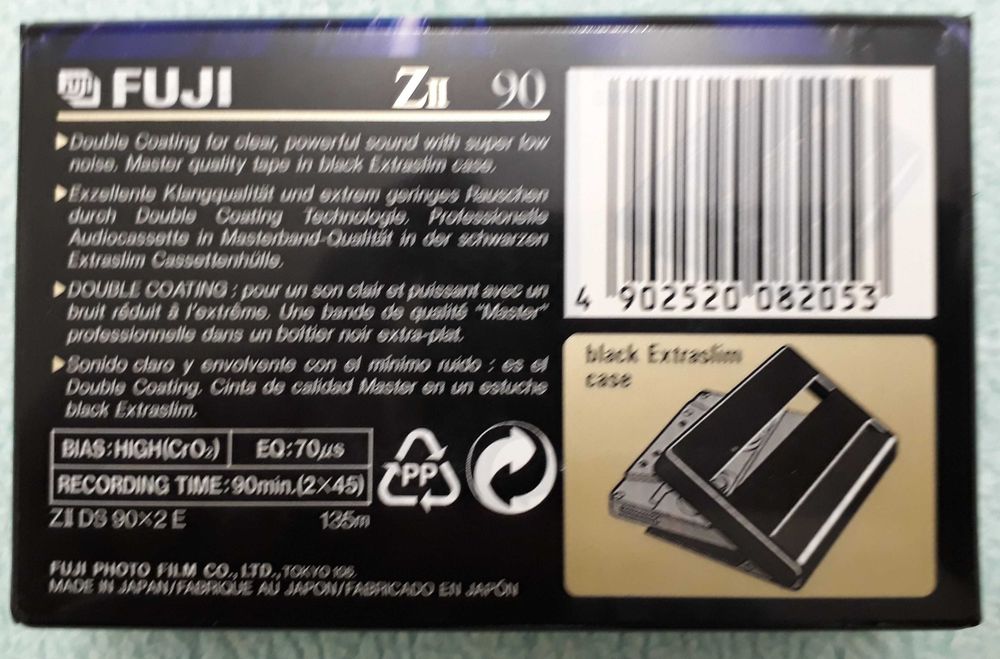 FUJI FUJI ZII 90
Double Coating for clear, powerful sound with super low
noise. Master quality tape in black Extraslim case.
Exzellente Klangqualität und extrem geringes Rauschen
durch Double Coating Technologie. Professionelle
Audiocassette in Masterband-Qualität in der schwarzen
Extraslim Cassettenhülle.
DOUBLE COATING : pour un son clair et puissant avec un
bruit réduit à l'extrême. Une bande de qualité "Master"
professionnelle dans un boîtier noir extra-plat.
Sonido claro y envolvente con el mínimo ruido : es el
Double Coating. Cinta de calidad Master en un estuche
black Extraslim.
BIAS:HIGH(CrO₂) EQ:70µs
RECORDING TIME:90min.(2×45)
PP
ZII DS 90×2 E 135m
FUJI PHOTO FILM CO., LTD., TOKYO 106
MADE IN JAPAN/FABRIQUE AU JAPON/FABRICADO EN JAPÓN
4 902520 082053
black Extraslim
case